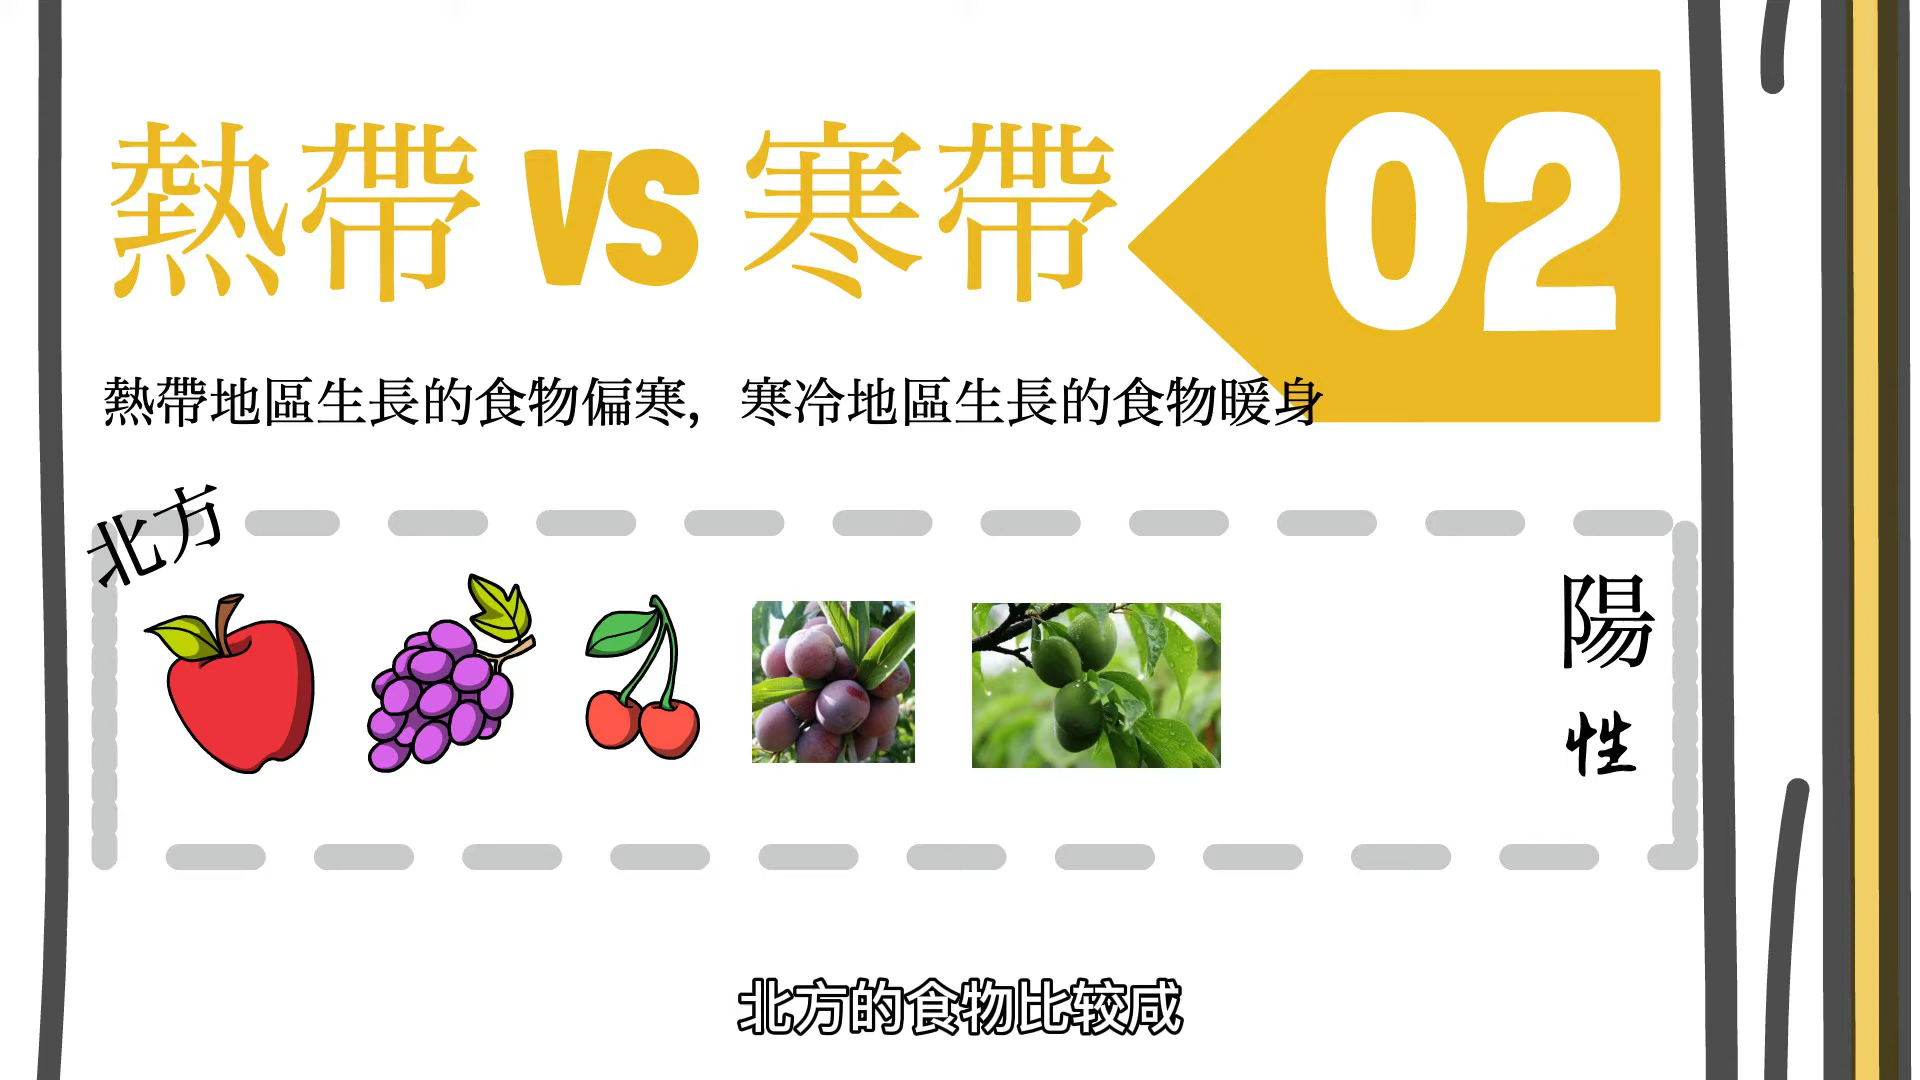 熱帶 VS 寒帶
02
熱帶地區生長的食物偏寒，寒冷地區生長的食物暖身
北方
陽性
北方的食物比较咸